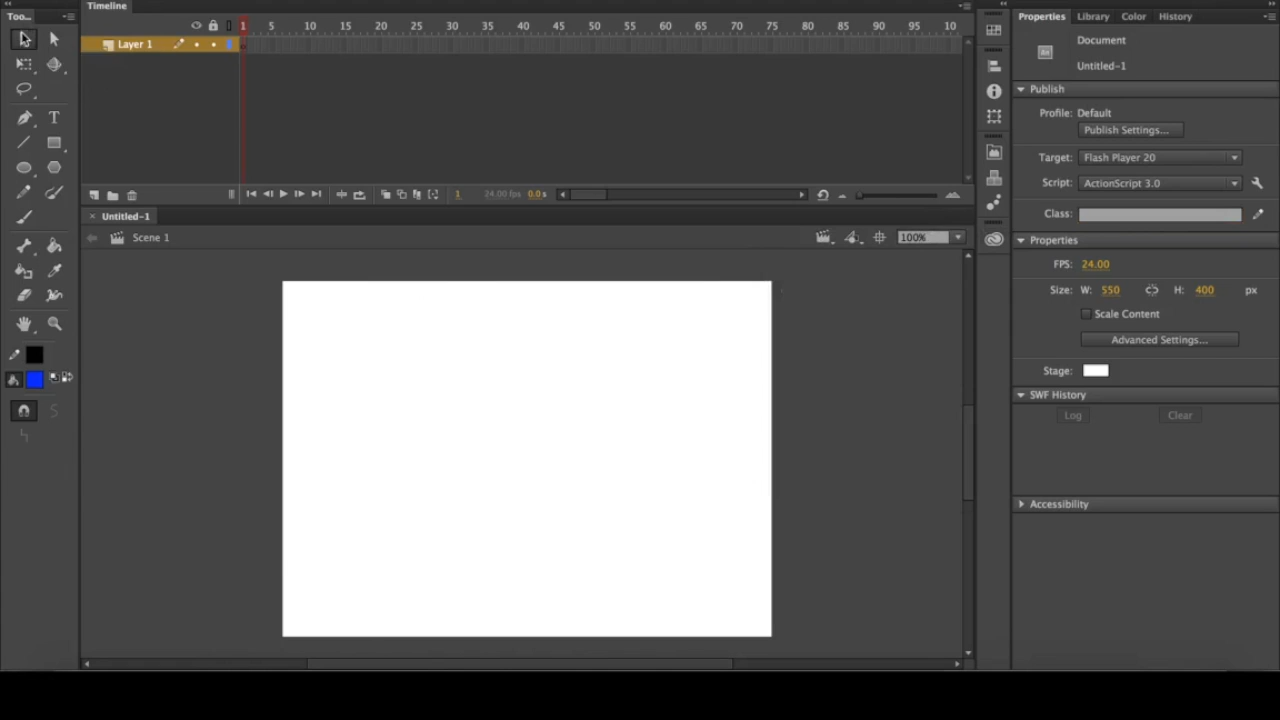 Too...
Timeline
1 5 10 15 20 25 30 35 40 45 50 55 60 65 70 75 80 85 90 95 10
Layer 1
1 24.00 fps 0.0 s
Untitled-1
Scene 1
100%
Properties Library Color History
An
Document
Untitled-1
Publish
Profile: Default
Publish Settings...
Target: Flash Player 20
Script: ActionScript 3.0
Class:
Properties
FPS: 24.00
Size: W: 550 H: 400 px
Scale Content
Advanced Settings...
Stage:
SWF History
Log Clear
Accessibility